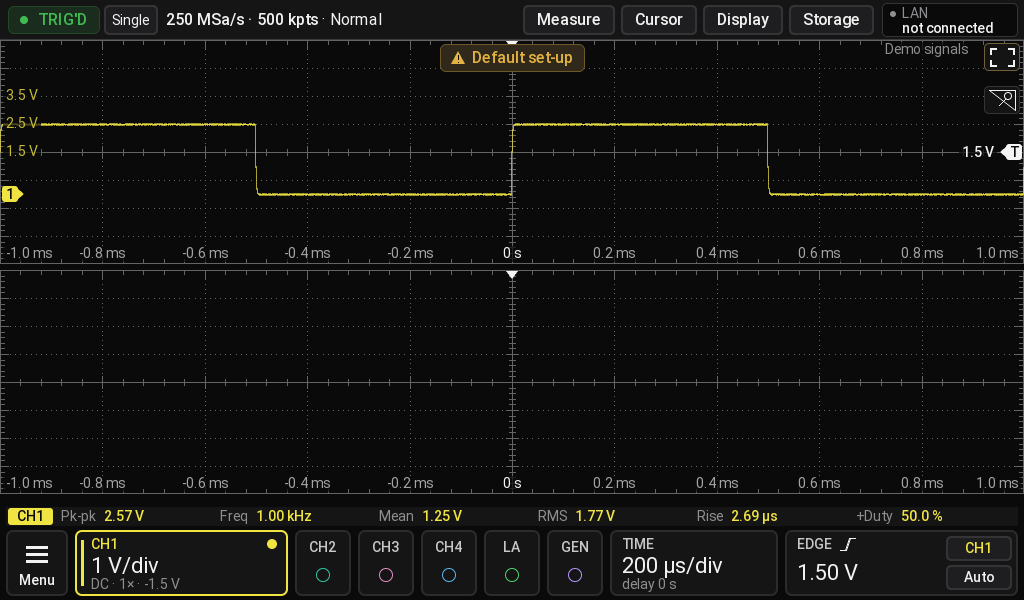 TRIG'D Single 250 MSa/s · 500 kpts · Normal Measure Cursor Display Storage LAN
not connected
Default set-up Demo signals
3.5 V
2.5 V
1.5 V 1.5 V T
1
-1.0 ms -0.8 ms -0.6 ms -0.4 ms -0.2 ms 0 s 0.2 ms 0.4 ms 0.6 ms 0.8 ms 1.0 ms
-1.0 ms -0.8 ms -0.6 ms -0.4 ms -0.2 ms 0 s 0.2 ms 0.4 ms 0.6 ms 0.8 ms 1.0 ms
CH1 Pk-pk 2.57 V Freq 1.00 kHz Mean 1.25 V RMS 1.77 V Rise 2.69 µs +Duty 50.0 %
Menu
CH1
1 V/div
DC · 1× · -1.5 V
CH2
CH3
CH4
LA
GEN
TIME
200 µs/div
delay 0 s
EDGE
1.50 V
CH1
Auto